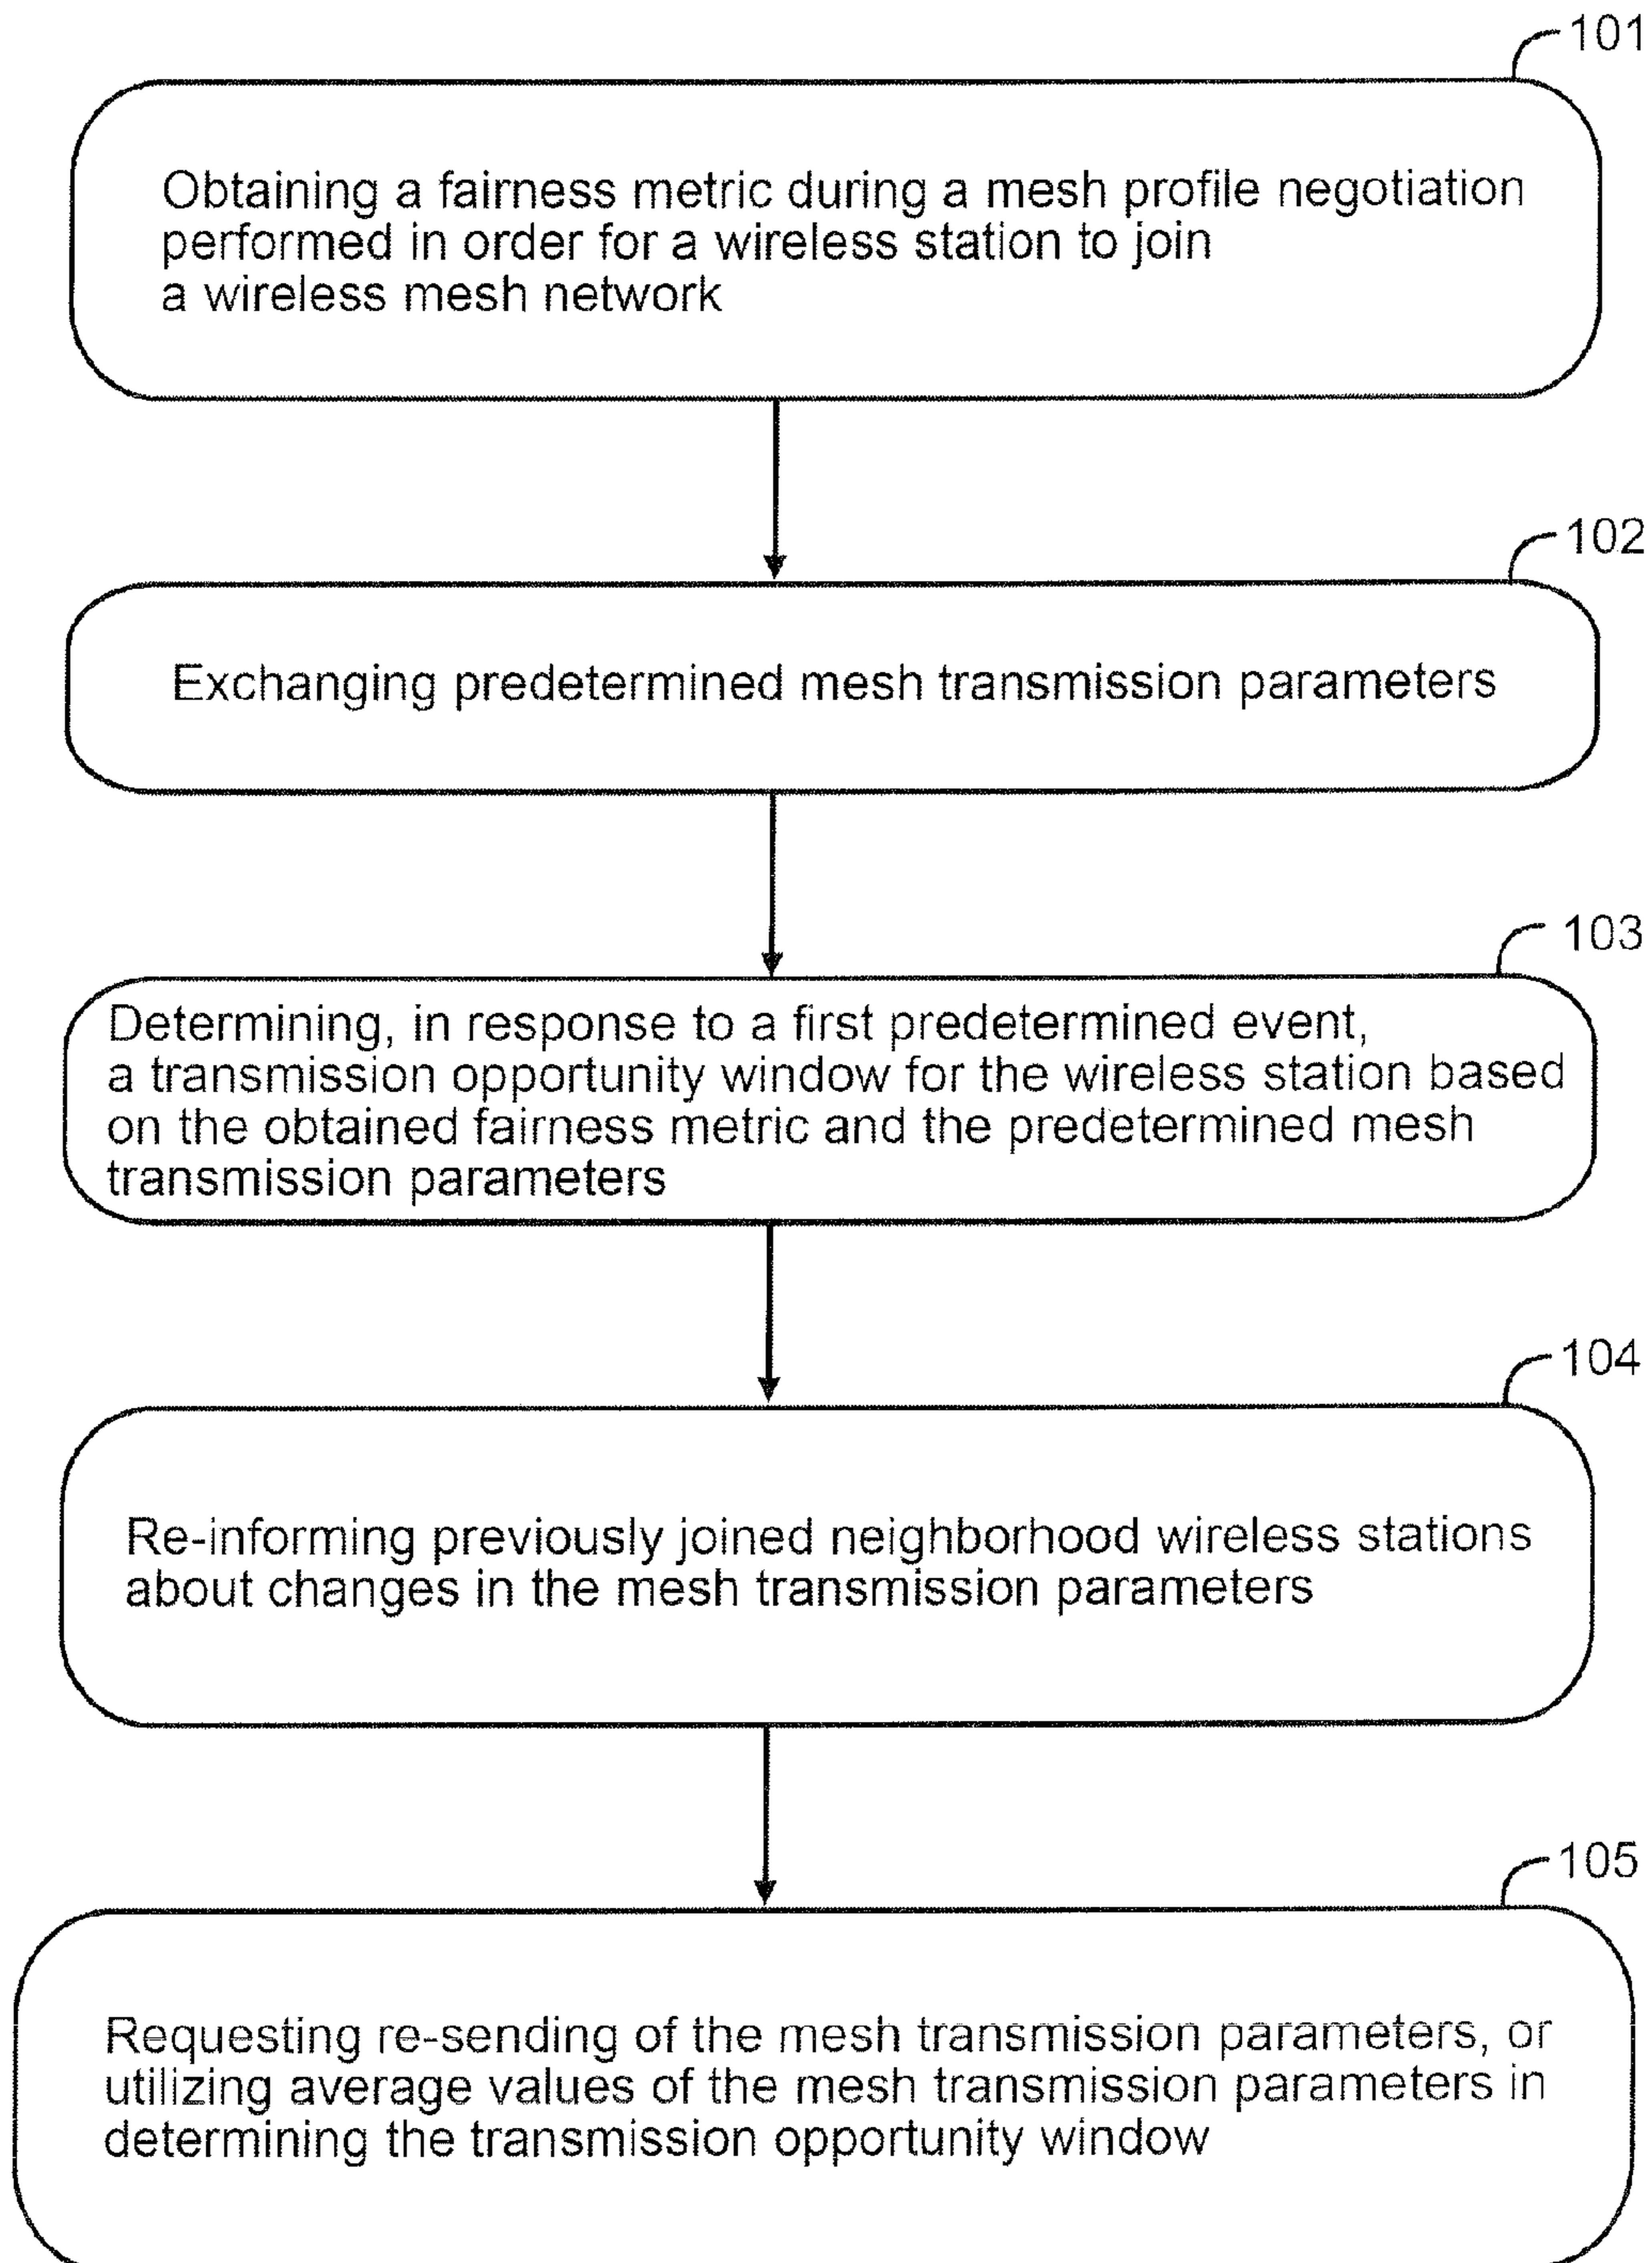 101
Obtaining a fairness metric during a mesh profile negotiation
performed in order for a wireless station to join
a wireless mesh network
102
Exchanging predetermined mesh transmission parameters
103
Determining, in response to a first predetermined event,
a transmission opportunity window for the wireless station based
on the obtained fairness metric and the predetermined mesh
transmission parameters
104
Re-informing previously joined neighborhood wireless stations
about changes in the mesh transmission parameters
105
Requesting re-sending of the mesh transmission parameters, or
utilizing average values of the mesh transmission parameters in
determining the transmission opportunity window